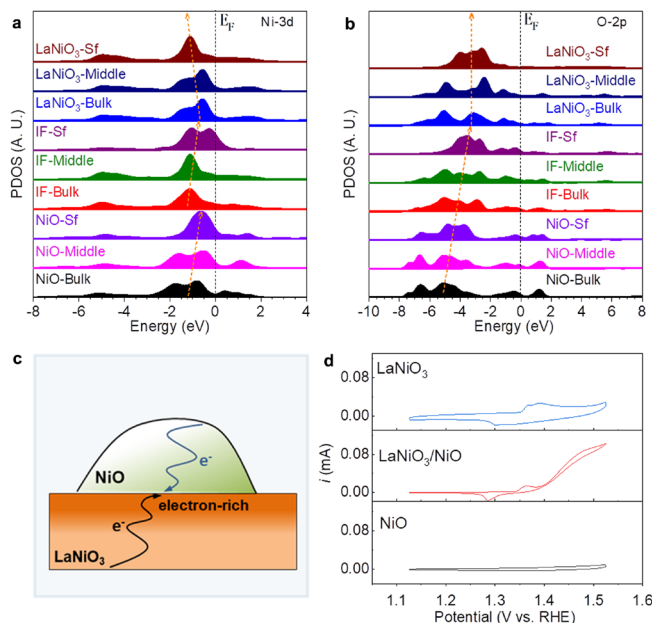 a
E_F
Ni-3d
LaNiO3-Sf
LaNiO3-Middle
LaNiO3-Bulk
IF-Sf
IF-Middle
IF-Bulk
NiO-Sf
NiO-Middle
NiO-Bulk
PDOS (A. U.)
-8 -6 -4 -2 0 2 4
Energy (eV)
b
E_F
O-2p
LaNiO3-Sf
LaNiO3-Middle
LaNiO3-Bulk
IF-Sf
IF-Middle
IF-Bulk
NiO-Sf
NiO-Middle
NiO-Bulk
PDOS (A. U.)
-10 -8 -6 -4 -2 0 2 4 6 8
Energy (eV)
c
NiO
e-
electron-rich
e-
LaNiO3
d
LaNiO3
0.08
0.00
LaNiO3/NiO
0.08
0.00
NiO
0.08
0.00
i (mA)
1.1 1.2 1.3 1.4 1.5 1.6
Potential (V vs. RHE)